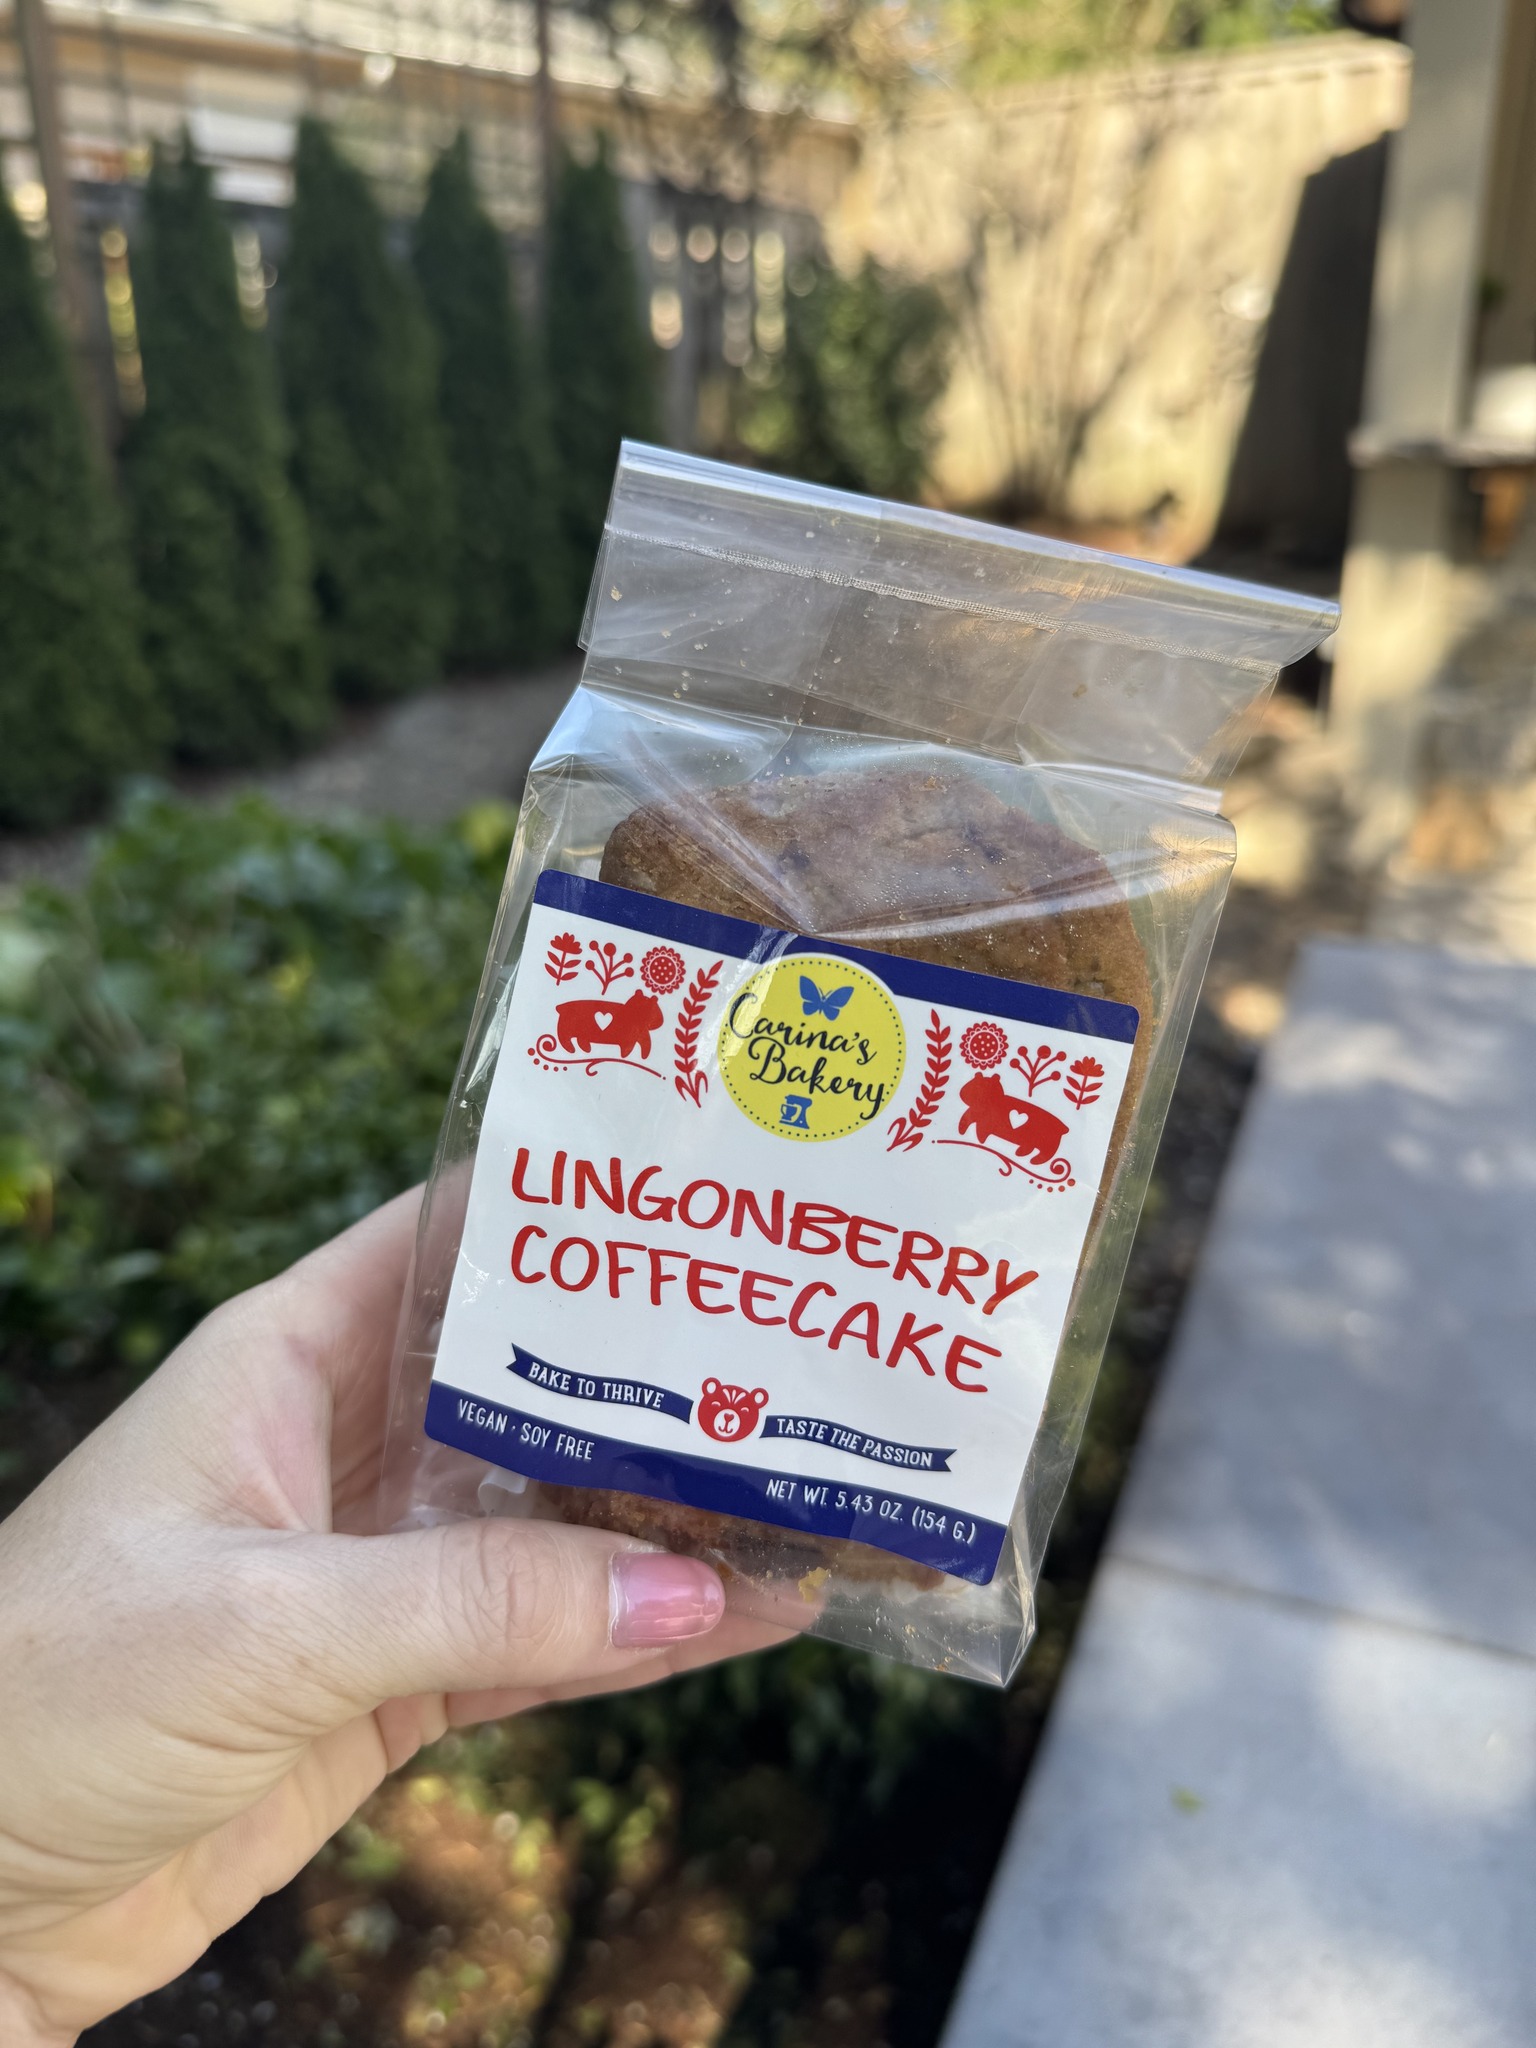 Carina's
Bakery
LINGONBERRY
COFFEECAKE
BAKE TO THRIVE
TASTE THE PASSION
VEGAN · SOY FREE
NET WT. 5.43 OZ. (154 G.)